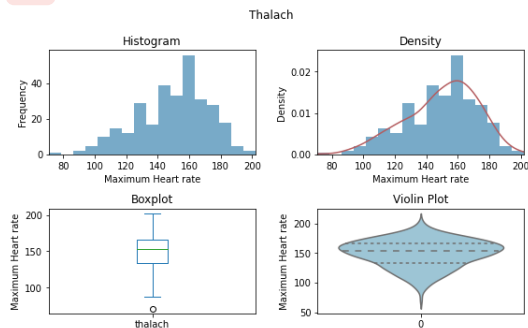 Thalach
Histogram
Frequency
40
20
0
80 100 120 140 160 180 200
Maximum Heart rate
Density
Density
0.02
0.01
0.00
80 100 120 140 160 180 200
Maximum Heart rate
Boxplot
Maximum Heart rate
200
150
100
thalach
Violin Plot
Maximum Heart rate
200
150
100
50
0